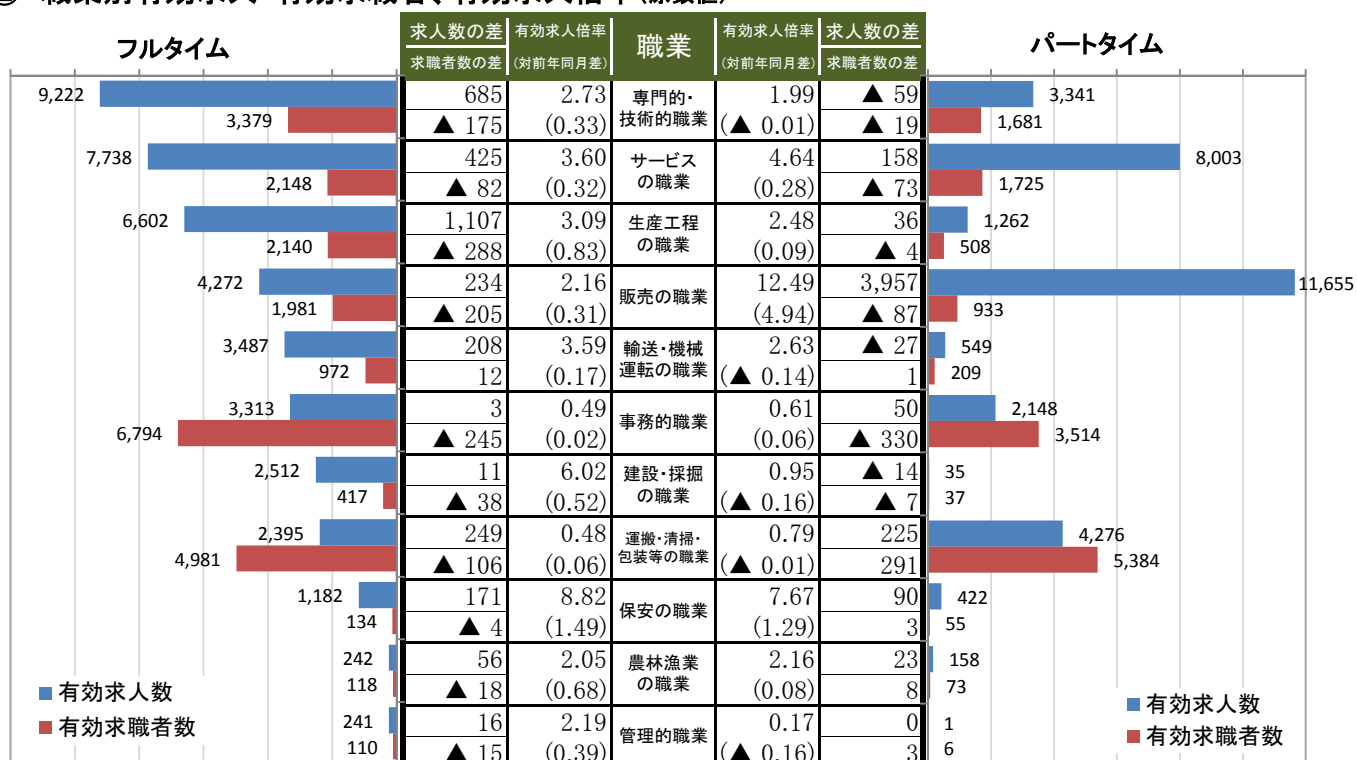 フルタイム
パートタイム
求人数の差 有効求人倍率 職業 有効求人倍率 求人数の差
求職者数の差 (対前年同月差) (対前年同月差) 求職者数の差
9,222 685 2.73 専門的・ 1.99 ▲ 59 3,341
3,379 ▲ 175 (0.33) 技術的職業 (▲ 0.01) ▲ 19 1,681
7,738 425 3.60 サービス 4.64 158 8,003
2,148 ▲ 82 (0.32) の職業 (0.28) ▲ 73 1,725
6,602 1,107 3.09 生産工程 2.48 36 1,262
2,140 ▲ 288 (0.83) の職業 (0.09) ▲ 4 508
4,272 234 2.16 販売の職業 12.49 3,957 11,655
1,981 ▲ 205 (0.31) (4.94) ▲ 87 933
3,487 208 3.59 輸送・機械 2.63 ▲ 27 549
972 12 (0.17) 運転の職業 (▲ 0.14) 1 209
3,313 3 0.49 事務的職業 0.61 50 2,148
6,794 ▲ 245 (0.02) (0.06) ▲ 330 3,514
2,512 11 6.02 建設・採掘 0.95 ▲ 14 35
417 ▲ 38 (0.52) の職業 (▲ 0.16) ▲ 7 37
2,395 249 0.48 運搬・清掃・ 0.79 225 4,276
4,981 ▲ 106 (0.06) 包装等の職業 (▲ 0.01) 291 5,384
1,182 171 8.82 保安の職業 7.67 90 422
134 ▲ 4 (1.49) (1.29) 3 55
242 56 2.05 農林漁業 2.16 23 158
118 ▲ 18 (0.68) の職業 (0.08) 8 73
241 16 2.19 管理的職業 0.17 0 1
110 ▲ 15 (0.39) (▲ 0.16) 3 6
有効求人数
有効求職者数
有効求人数
有効求職者数